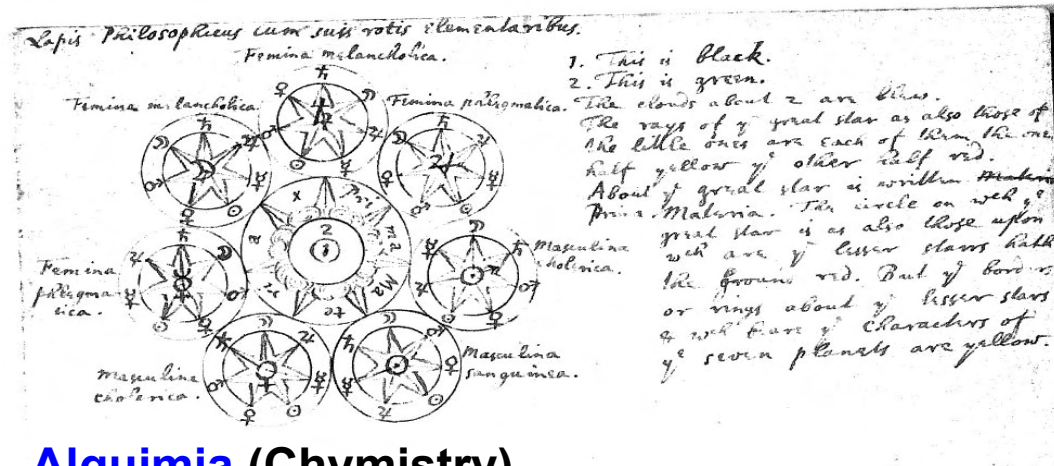 Lapis Philosophicus cum suis rotis Elementaribus.
Femina melancholica.
Femina melancholica.
Femina phlegmatica.
Femina phlegma
tica.
Masculina
cholerica.
Masculina
cholerica.
Masculina
sanguinea.
1. This is black.
2. This is green.
The clouds about 2 are blew.
The rays of yᵉ great star as also those of
the little ones are each of them the one
half yellow yᵉ other half red.
About yᵉ great star is written
Prima Materia. The circle on wch yᵉ
great star is as also those upon
wch are yᵉ lesser starrs hath
the ground red. But yᵉ borders
or rings about yᵉ lesser stars
wch are yᵉ characters of
yᵉ seven planets are yellow.
Alquimia (Chymistry)